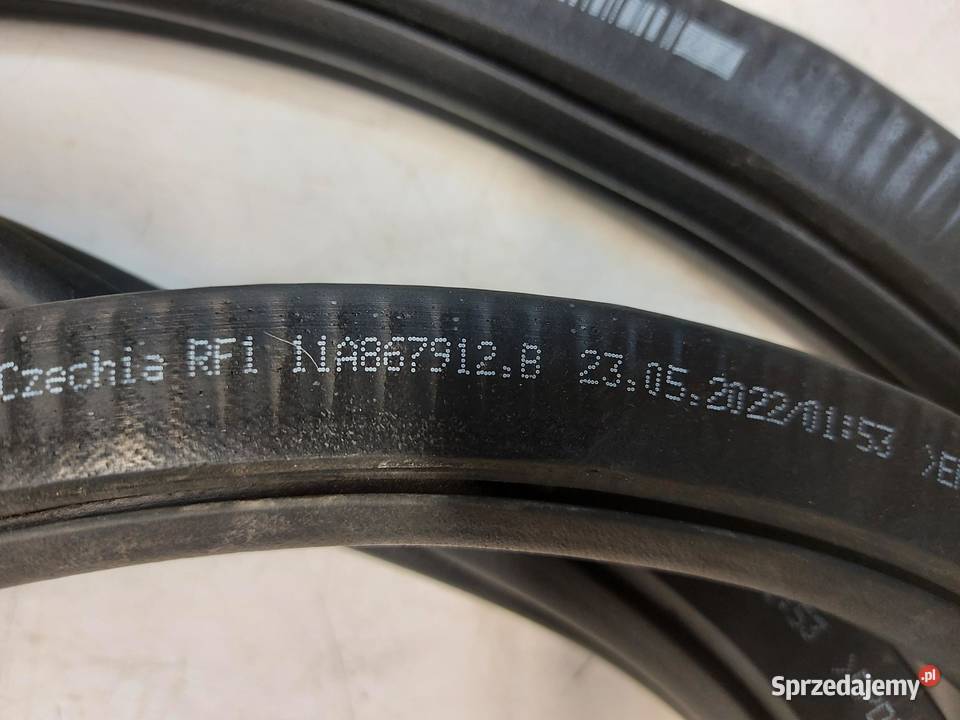 Czechia RF1 11A867912.B 23.05.2022/01:53
Sprzedajemy.pl